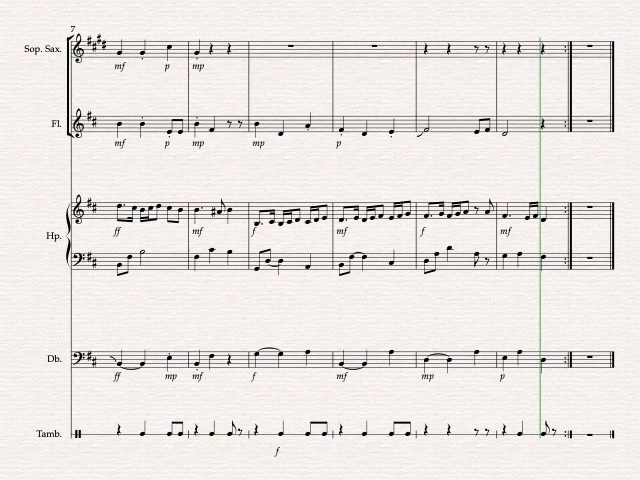 7
Sop. Sax.
mf p mp
Fl.
mf p mp mp p
Hp.
ff mf f mf f mf
Db.
ff mp mf f mf mp p
Tamb.
f